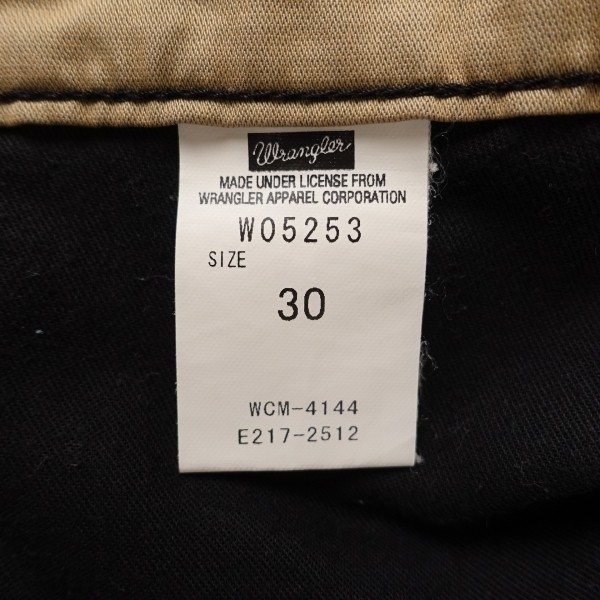 Wrangler
MADE UNDER LICENSE FROM
WRANGLER APPAREL CORPORATION
W05253
SIZE
30
WCM-4144
E217-2512